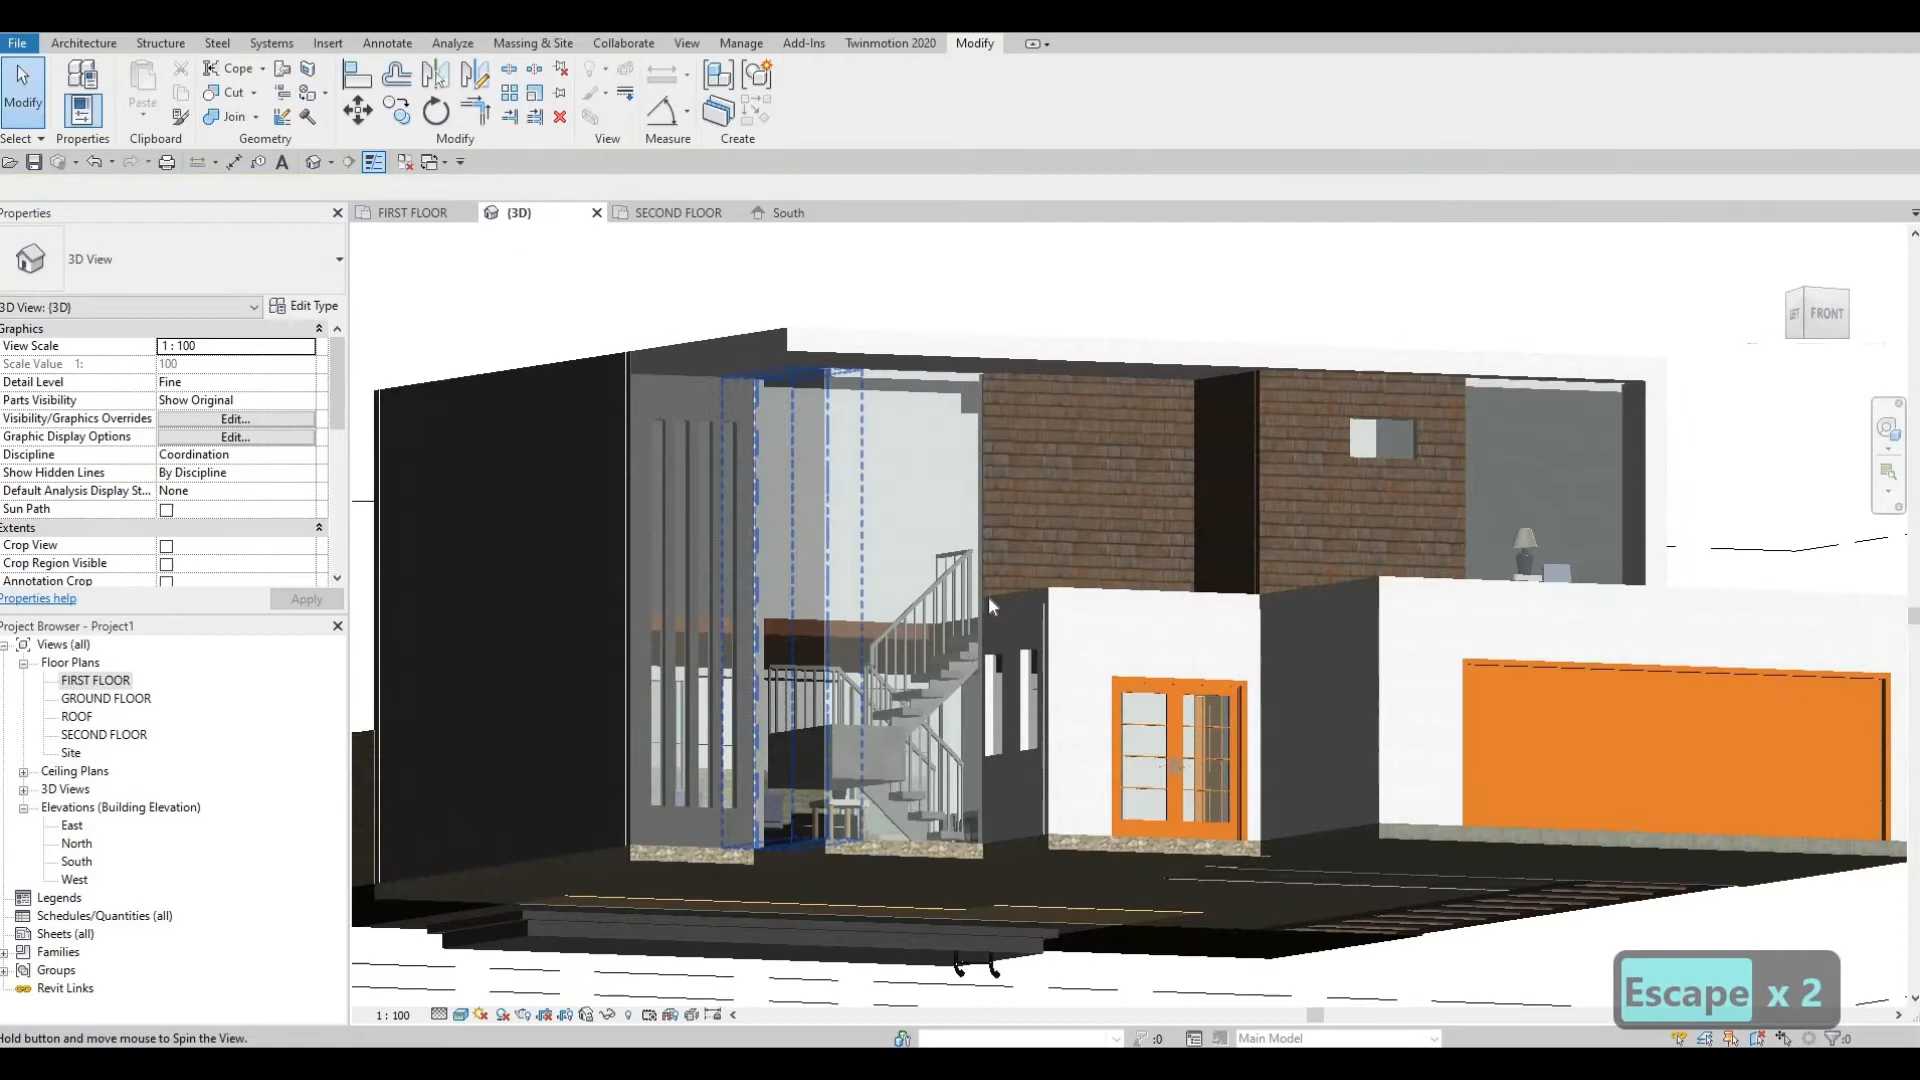 File Architecture Structure Steel Systems Insert Annotate Analyze Massing & Site Collaborate View Manage Add-Ins Twinmotion 2020 Modify
Modify
Paste
Cope
Cut
Join
Select Properties Clipboard Geometry Modify View Measure Create
A
Properties
FIRST FLOOR {3D} SECOND FLOOR South
3D View
3D View: {3D} Edit Type
Graphics
View Scale 1 : 100
Scale Value 1: 100
Detail Level Fine
Parts Visibility Show Original
Visibility/Graphics Overrides Edit...
Graphic Display Options Edit...
Discipline Coordination
Show Hidden Lines By Discipline
Default Analysis Display St... None
Sun Path
Extents
Crop View
Crop Region Visible
Annotation Crop
Properties help Apply
Project Browser - Project1
Views (all)
Floor Plans
FIRST FLOOR
GROUND FLOOR
ROOF
SECOND FLOOR
Site
Ceiling Plans
3D Views
Elevations (Building Elevation)
East
North
South
West
Legends
Schedules/Quantities (all)
Sheets (all)
Families
Groups
Revit Links
LEFT FRONT
Escape x 2
1 : 100
Hold button and move mouse to Spin the View.
:0
Main Model
:0